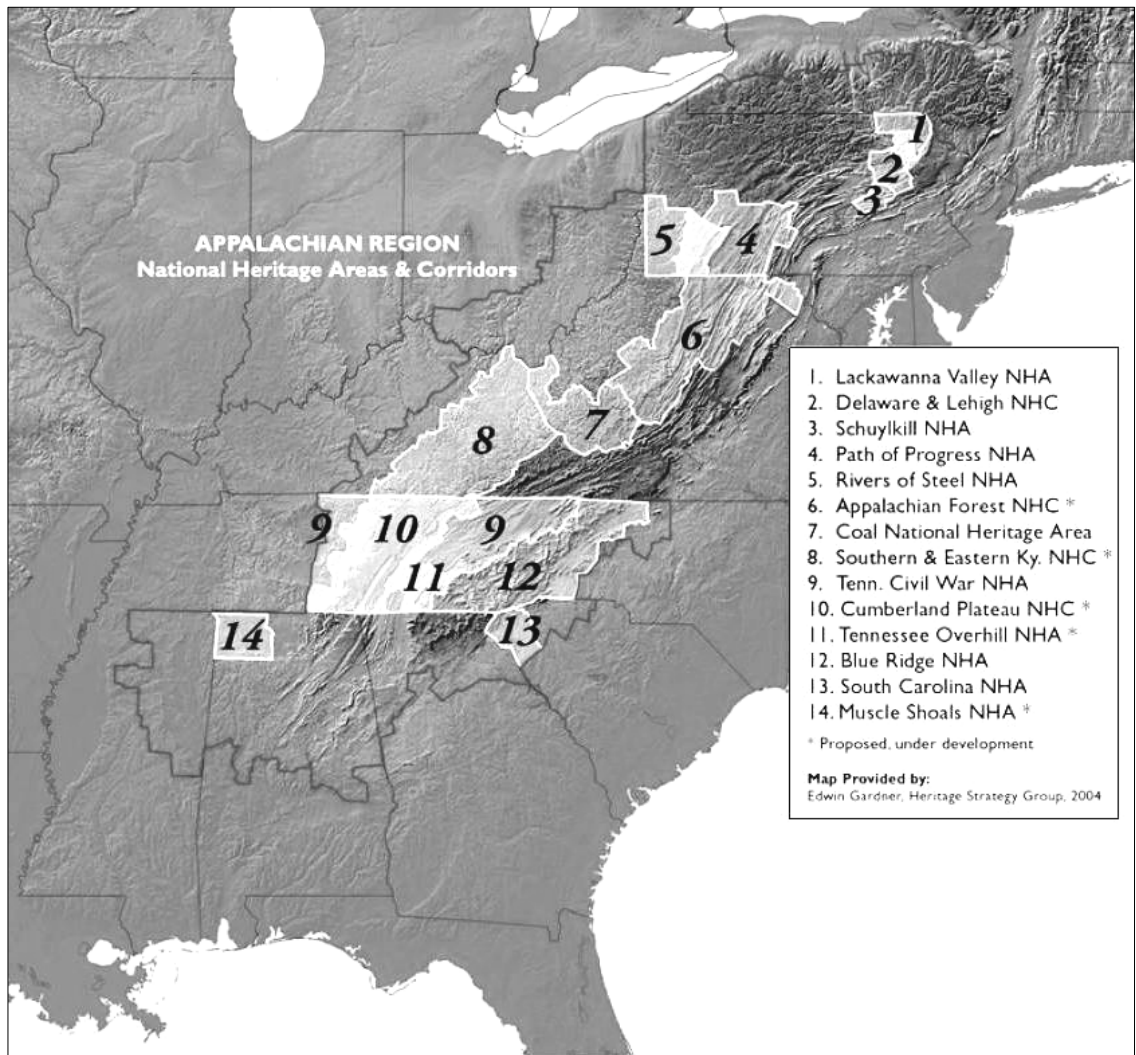 APPALACHIAN REGION
National Heritage Areas & Corridors
1
2
3
5
4
6
7
8
9
10
9
11
12
13
14
1. Lackawanna Valley NHA
2. Delaware & Lehigh NHC
3. Schuylkill NHA
4. Path of Progress NHA
5. Rivers of Steel NHA
6. Appalachian Forest NHC *
7. Coal National Heritage Area
8. Southern & Eastern Ky. NHC *
9. Tenn. Civil War NHA
10. Cumberland Plateau NHC *
11. Tennessee Overhill NHA *
12. Blue Ridge NHA
13. South Carolina NHA
14. Muscle Shoals NHA *
* Proposed, under development
Map Provided by:
Edwin Gardner, Heritage Strategy Group, 2004